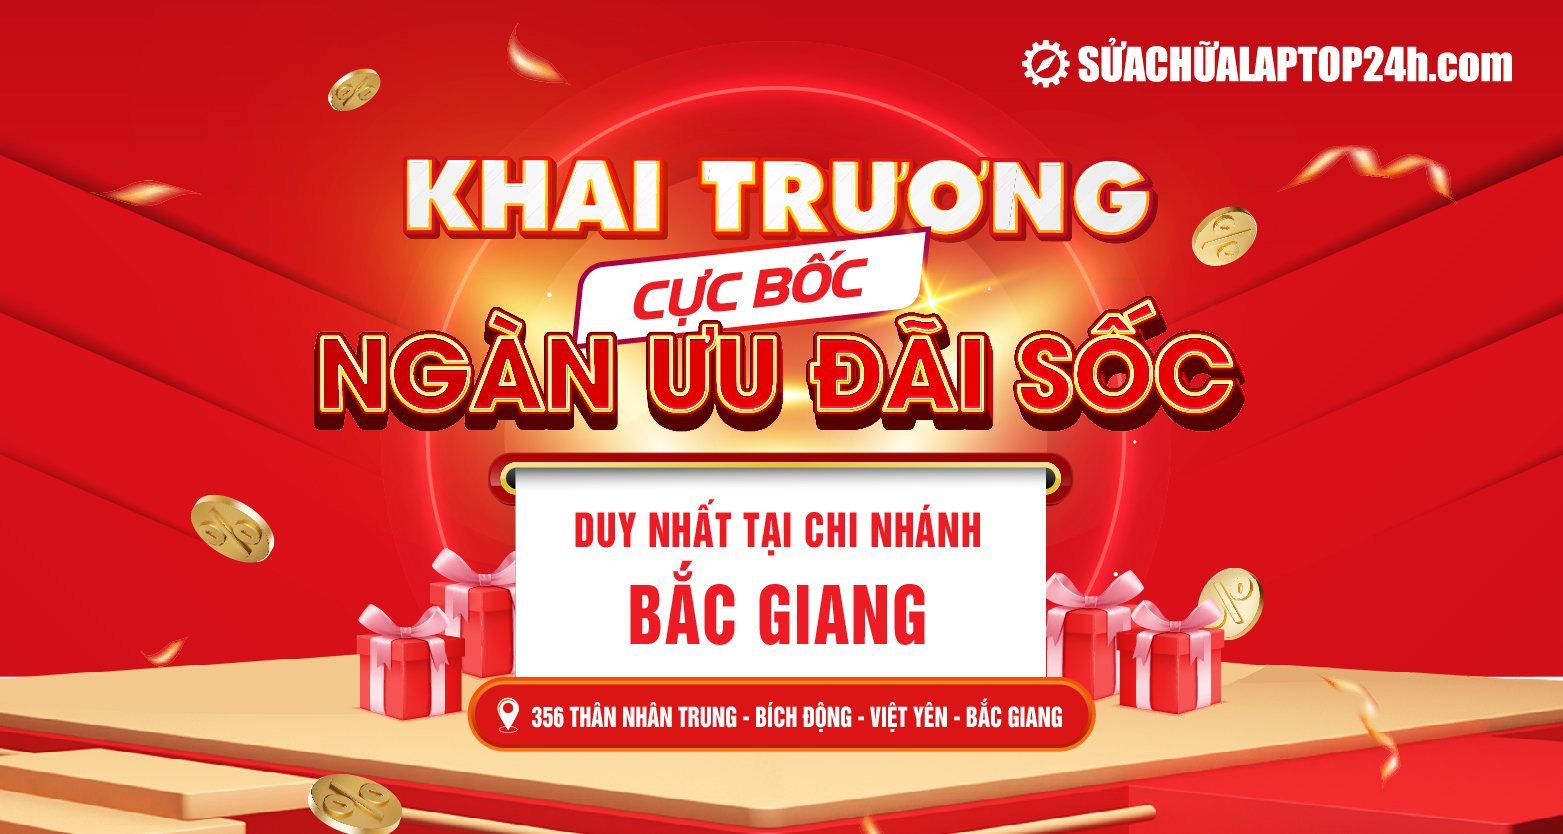 SỬACHỮALAPTOP24h.com
KHAI TRƯƠNG
CỰC BỐC
NGÀN ƯU ĐÃI SỐC
DUY NHẤT TẠI CHI NHÁNH
BẮC GIANG
356 THÂN NHÂN TRUNG - BÍCH ĐỘNG - VIỆT YÊN - BẮC GIANG